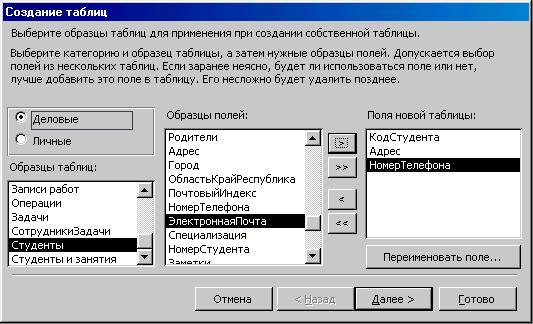 Создание таблиц
Выберите образцы таблиц для применения при создании собственной таблицы.
Выберите категорию и образец таблицы, а затем нужные образцы полей. Допускается выбор
полей из нескольких таблиц. Если заранее неясно, будет ли использоваться поле или нет,
лучше добавить это поле в таблицу. Его несложно будет удалить позднее.
Деловые
Личные
Образцы таблиц:
Записи работ
Операции
Задачи
СотрудникиЗадачи
Студенты
Студенты и занятия
Образцы полей:
Родители
Адрес
Город
ОбластьКрайРеспублика
ПочтовыйИндекс
НомерТелефона
ЭлектроннаяПочта
Специализация
НомерСтудента
Заметки
>
>>
<
<<
Поля новой таблицы:
КодСтудента
Адрес
НомерТелефона
Переименовать поле...
Отмена
< Назад
Далее >
Готово